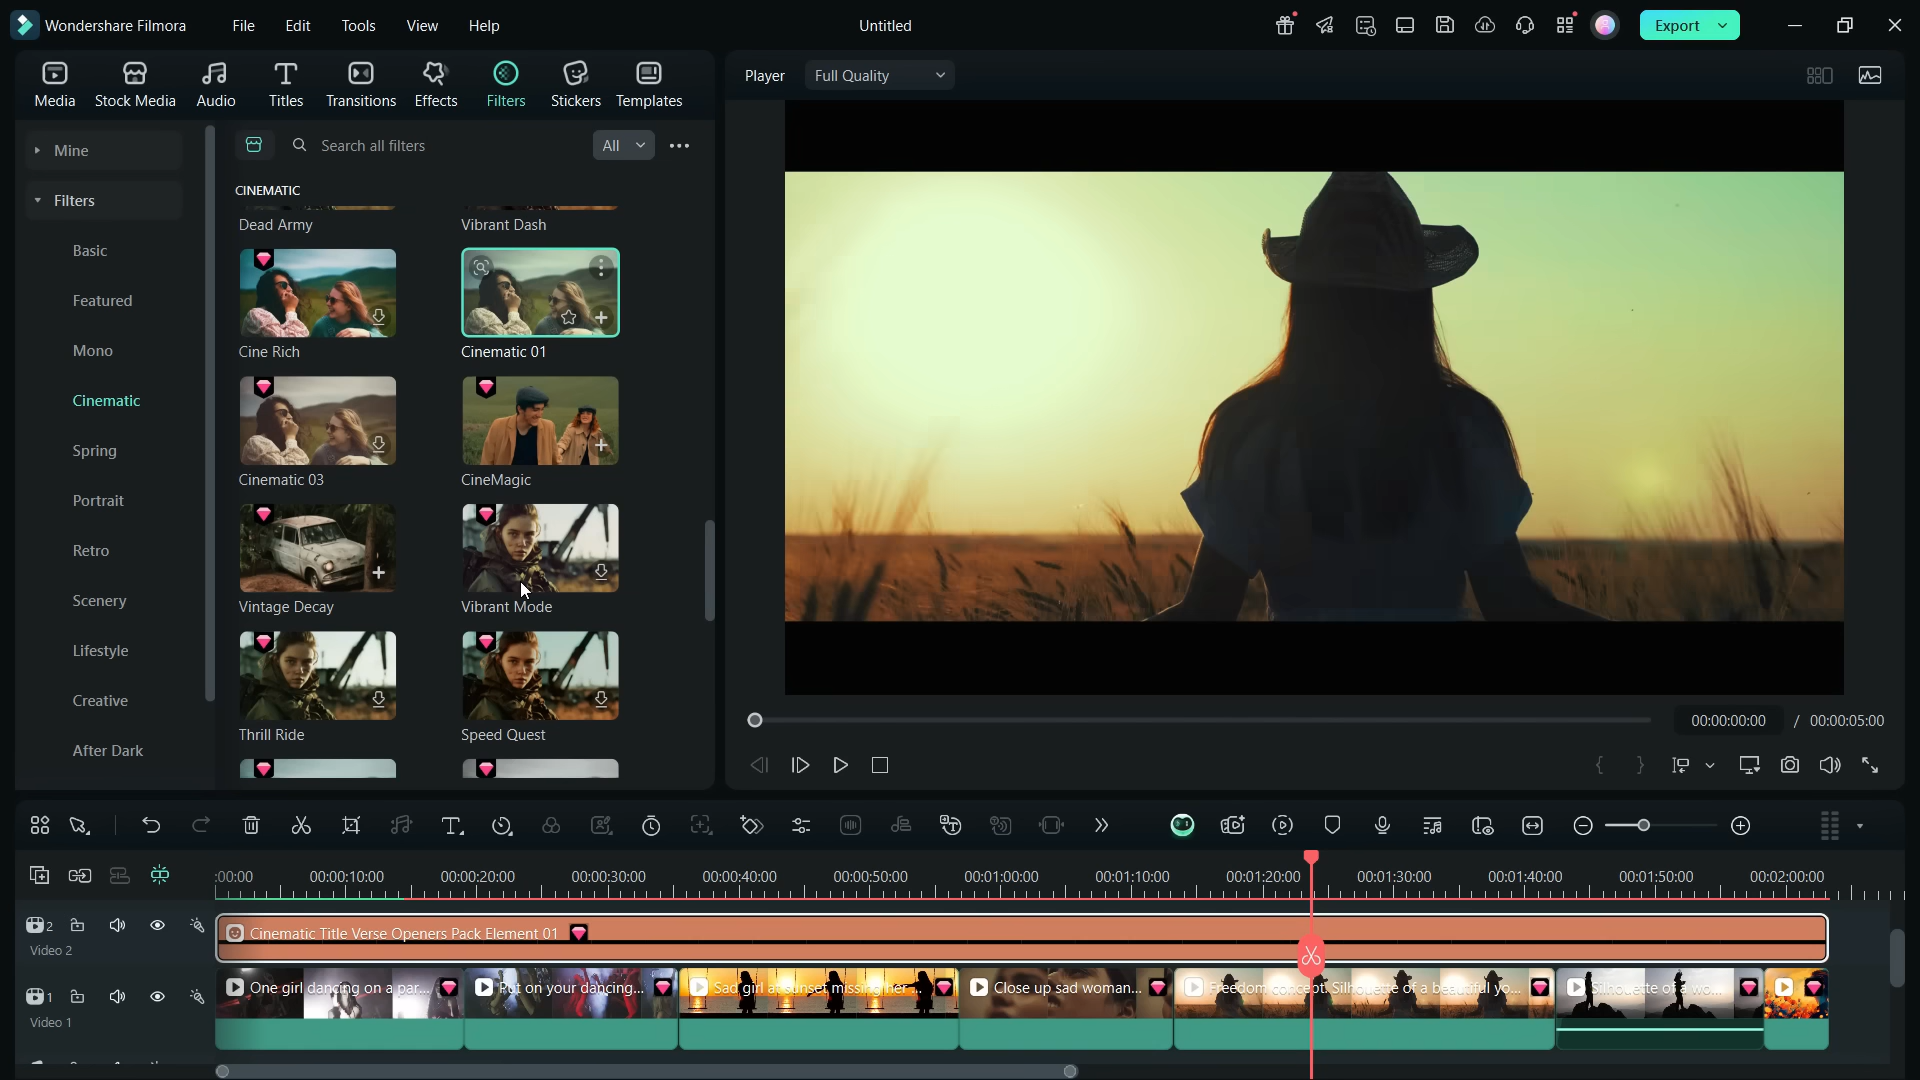 Wondershare Filmora
File
Edit
Tools
View
Help
Untitled
Export
Media
Stock Media
Audio
Titles
Transitions
Effects
Filters
Stickers
Templates
Player
Full Quality
Mine
Filters
Basic
Featured
Mono
Cinematic
Spring
Portrait
Retro
Scenery
Lifestyle
Creative
After Dark
Search all filters
All
CINEMATIC
Dead Army
Vibrant Dash
Cine Rich
Cinematic 01
Cinematic 03
CineMagic
Vintage Decay
Vibrant Mode
Thrill Ride
Speed Quest
00:00:00:00
/ 00:00:05:00
:00:00
00:00:10:00
00:00:20:00
00:00:30:00
00:00:40:00
00:00:50:00
00:01:00:00
00:01:10:00
00:01:20:00
00:01:30:00
00:01:40:00
00:01:50:00
00:02:00:00
2
Video 2
Cinematic Title Verse Openers Pack Element 01
1
Video 1
One girl dancing on a par...
Put on your dancing...
Sad girl at sunset missing her ...
Close up sad woman...
Freedom concept. Silhouette of a beautiful yo...
Silhouette of a wo...